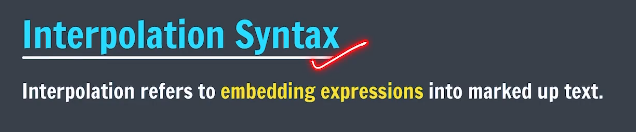 Interpolation Syntax
Interpolation refers to embedding expressions into marked up text.